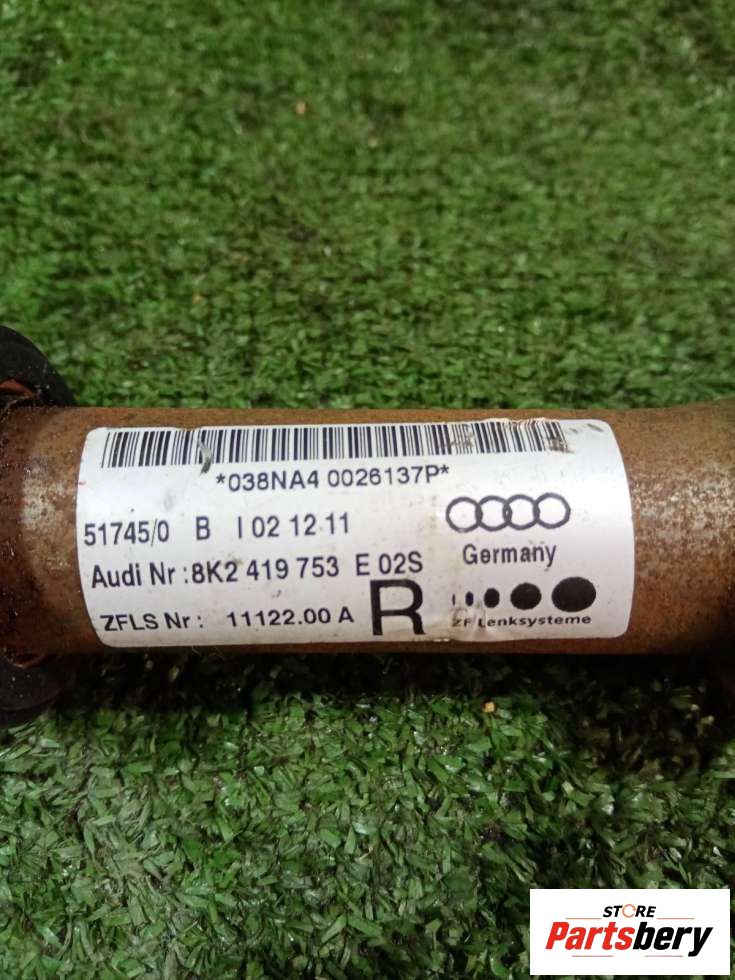 *038NA4 0026137P*
51745/0 B I 02 12 11
Audi Nr : 8K2 419 753 E 02S
ZFLS Nr : 11122.00 A R
Germany
ZF Lenksysteme
STORE
Partsbery